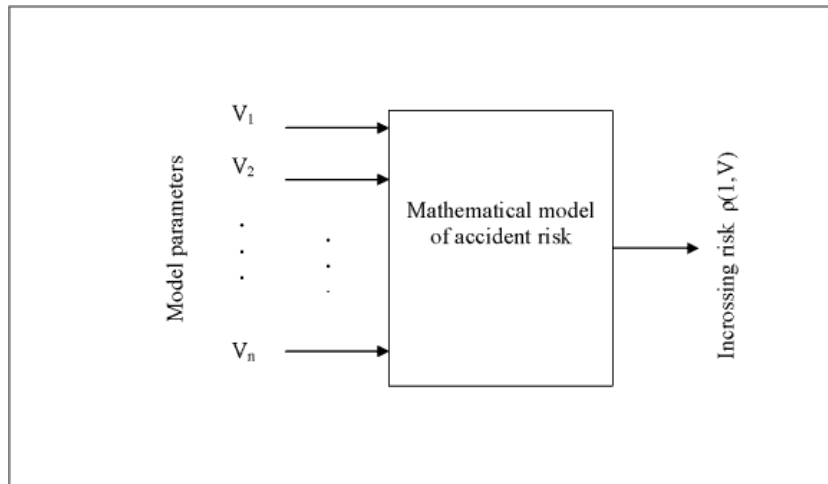 Model parameters
V₁
V₂
Vₙ
Mathematical model
of accident risk
Incrossing risk ρ(1,V)